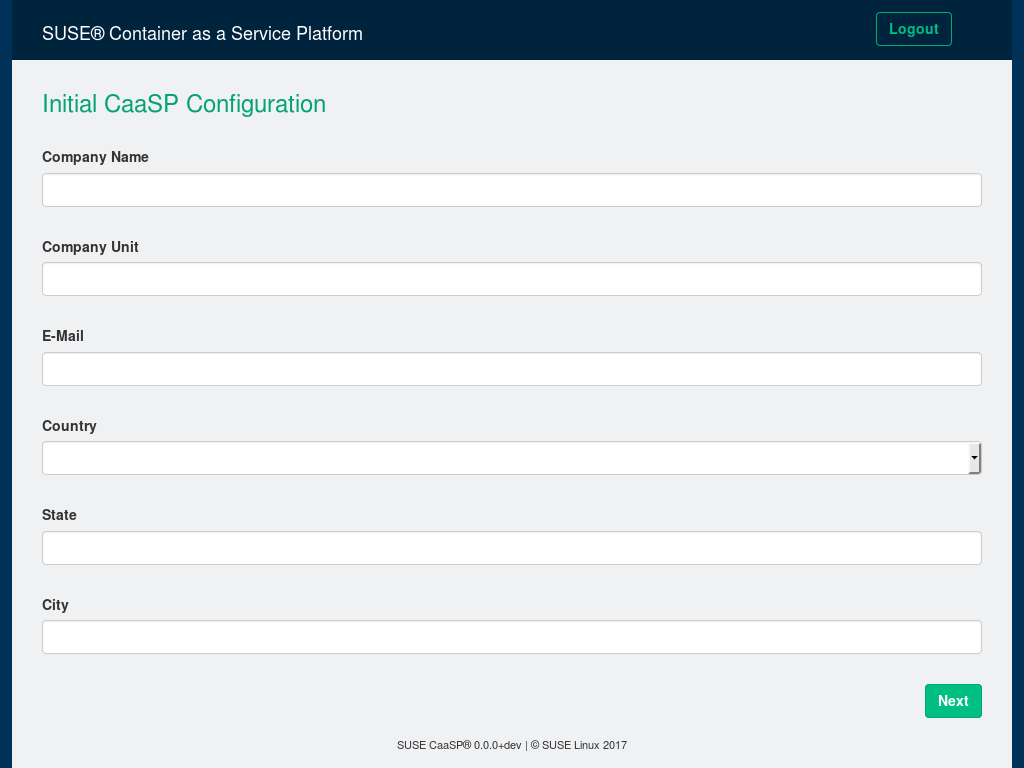 SUSE® Container as a Service Platform
Logout
Initial CaaSP Configuration
Company Name
Company Unit
E-Mail
Country
State
City
Next
SUSE CaaSP® 0.0.0+dev | © SUSE Linux 2017